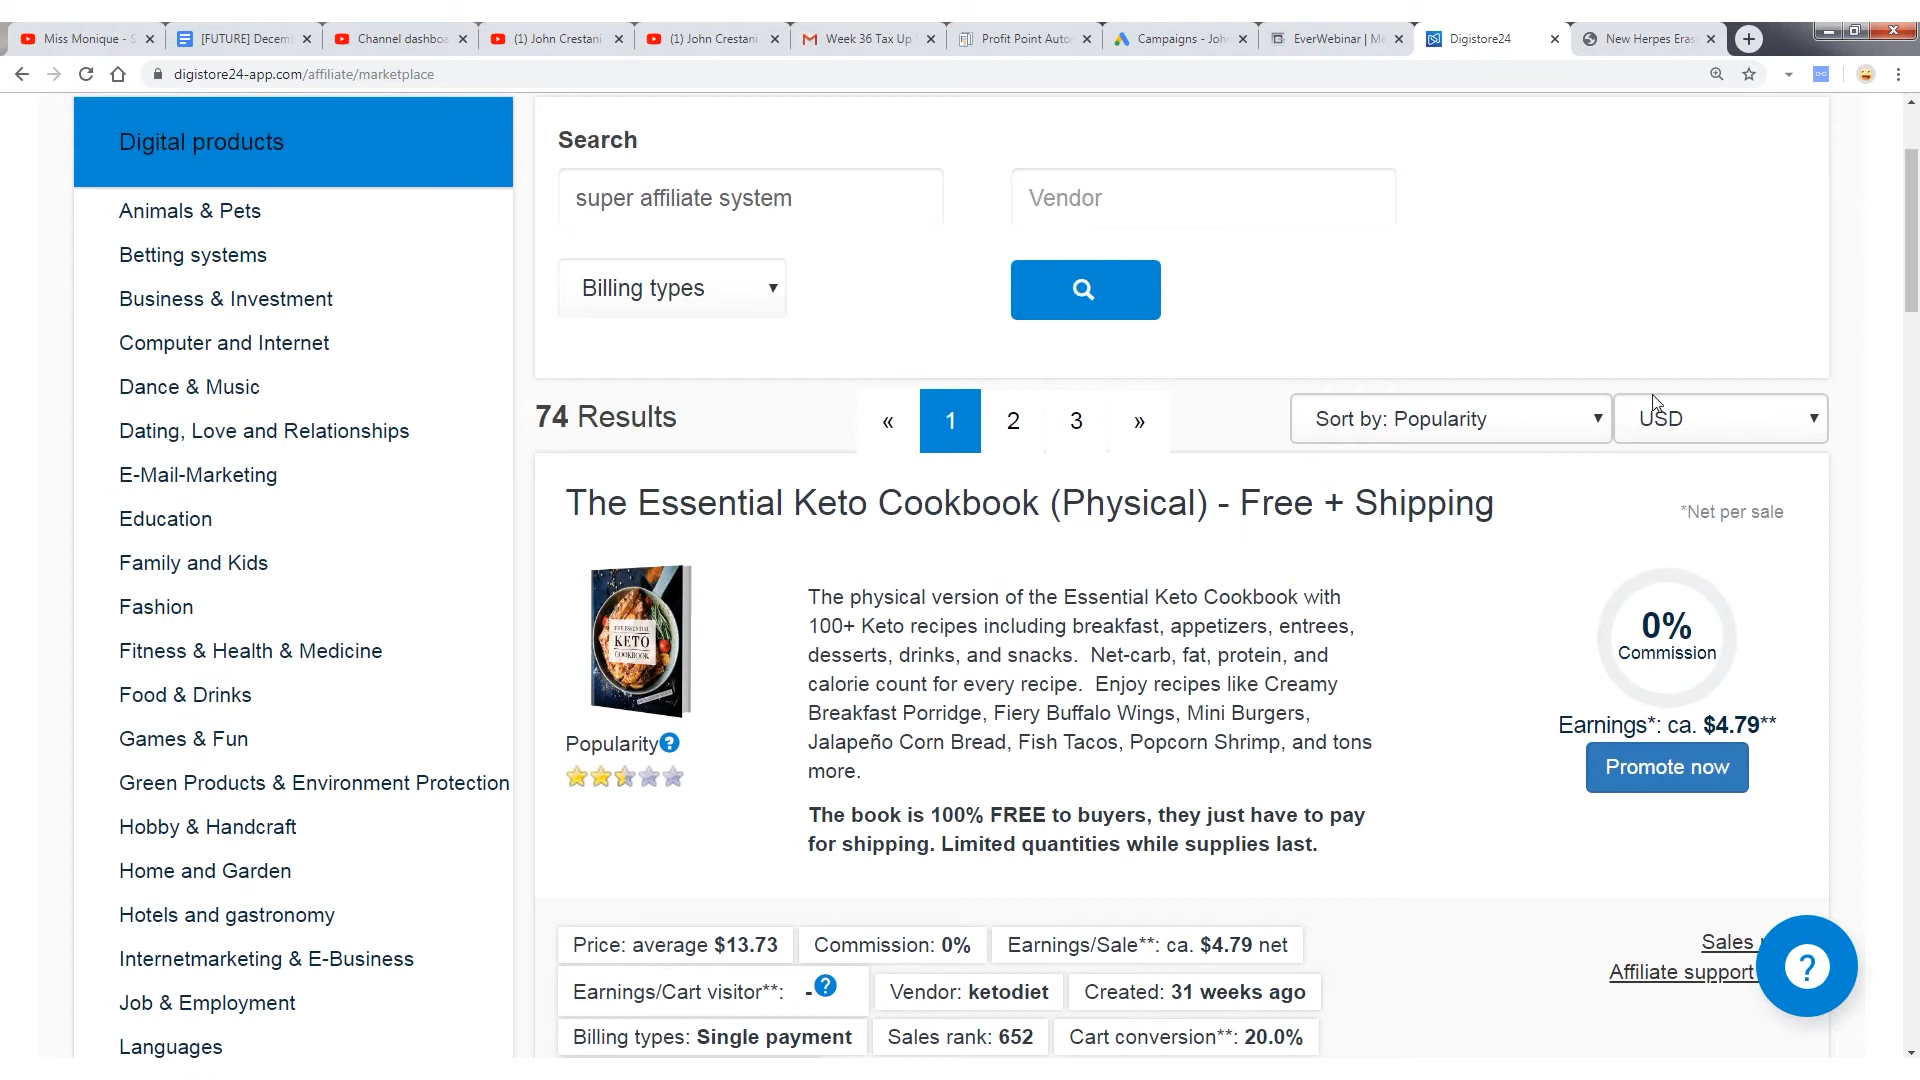 Miss Monique - S
[FUTURE] Decemb
Channel dashboa
(1) John Crestani
(1) John Crestani
Week 36 Tax Up
Profit Point Auto
Campaigns - Joh
EverWebinar | Me
Digistore24
New Herpes Eras
digistore24-app.com/affiliate/marketplace
Digital products
Animals & Pets
Betting systems
Business & Investment
Computer and Internet
Dance & Music
Dating, Love and Relationships
E-Mail-Marketing
Education
Family and Kids
Fashion
Fitness & Health & Medicine
Food & Drinks
Games & Fun
Green Products & Environment Protection
Hobby & Handcraft
Home and Garden
Hotels and gastronomy
Internetmarketing & E-Business
Job & Employment
Languages
Search
super affiliate system
Vendor
Billing types
74 Results
« 1 2 3 »
Sort by: Popularity
USD
The Essential Keto Cookbook (Physical) - Free + Shipping
*Net per sale
THE ESSENTIAL
KETO
COOKBOOK
Popularity
The physical version of the Essential Keto Cookbook with
100+ Keto recipes including breakfast, appetizers, entrees,
desserts, drinks, and snacks. Net-carb, fat, protein, and
calorie count for every recipe. Enjoy recipes like Creamy
Breakfast Porridge, Fiery Buffalo Wings, Mini Burgers,
Jalapeño Corn Bread, Fish Tacos, Popcorn Shrimp, and tons
more.
The book is 100% FREE to buyers, they just have to pay
for shipping. Limited quantities while supplies last.
0%
Commission
Earnings*: ca. $4.79**
Promote now
Price: average $13.73
Commission: 0%
Earnings/Sale**: ca. $4.79 net
Earnings/Cart visitor**: -
Vendor: ketodiet
Created: 31 weeks ago
Billing types: Single payment
Sales rank: 652
Cart conversion**: 20.0%
Sales
Affiliate support